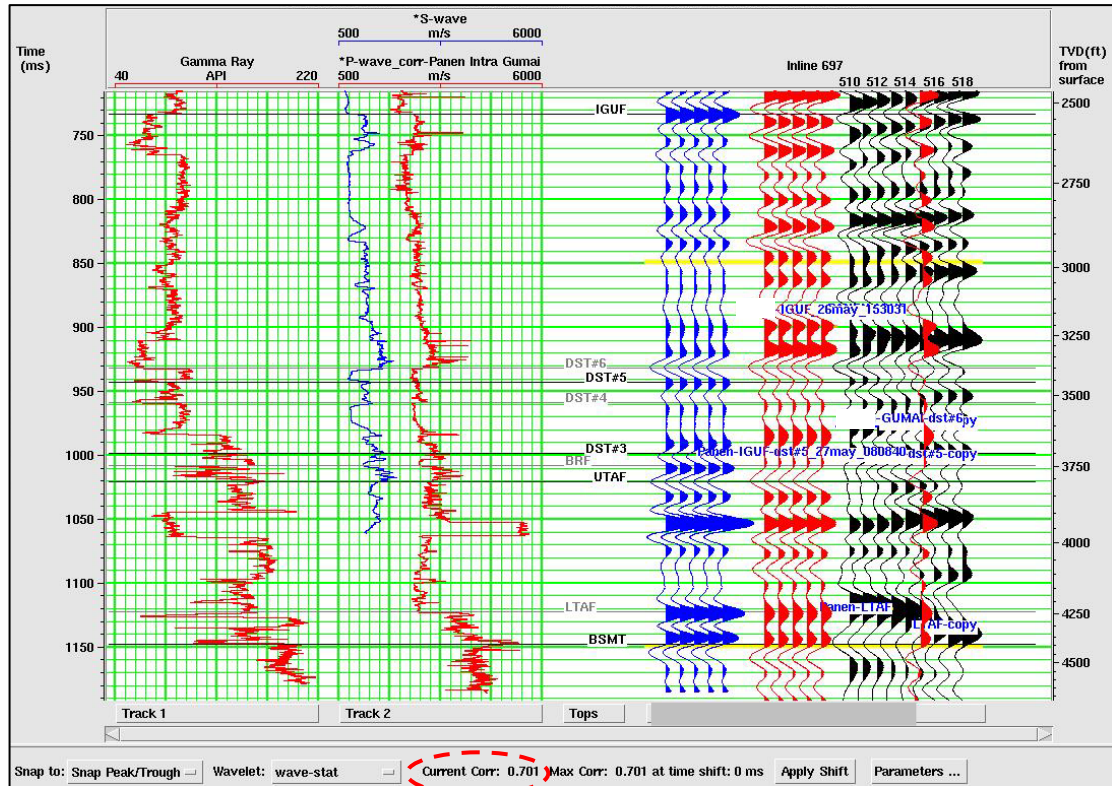 *S-wave
500 m/s 6000
Time
(ms)
Gamma Ray
40 API 220
*P-wave_corr-Panen Intra Gumai
500 m/s 6000
Inline 697
510 512 514 516 518
TVD(ft)
from
surface
IGUF
2500
750
2750
800
850
3000
IGUF_26may_153031
900
3250
DST#6
DST#5
950
3500
DST#4
-GUMAI-dst#6py
DST#3
1000
Panen-IGUF-dst#5_27may_080840 dst#5-copy
BRF
3750
UTAF
1050
4000
1100
LTAF
Panen-LTAF
4250
LTAF-copy
BSMT
1150
4500
Track 1 Track 2 Tops
Snap to: Snap Peak/Trough Wavelet: wave-stat Current Corr: 0.701 Max Corr: 0.701 at time shift: 0 ms Apply Shift Parameters ...